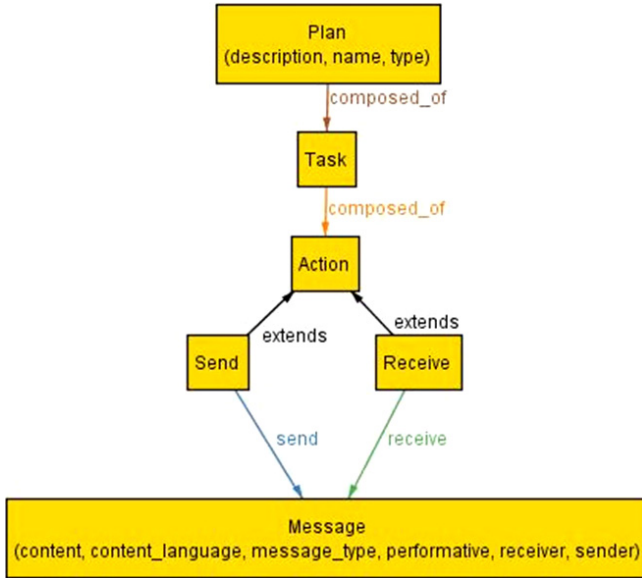 Plan
(description, name, type)
composed_of
Task
composed_of
Action
extends
extends
Send
Receive
send
receive
Message
(content, content_language, message_type, performative, receiver, sender)